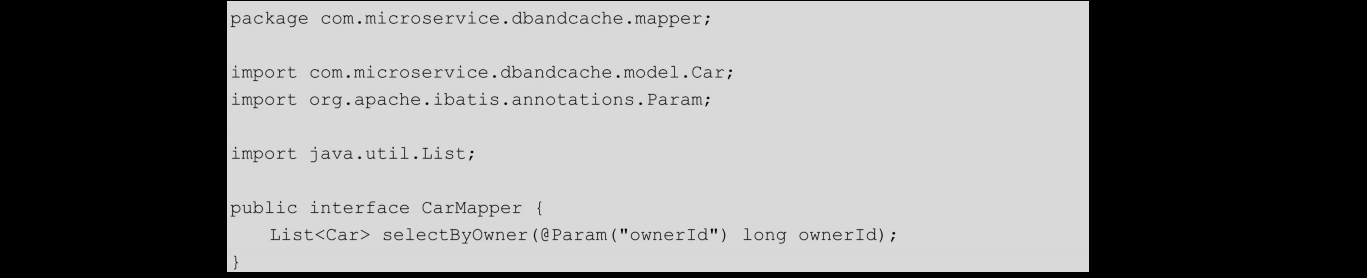 package com.microservice.dbandcache.mapper;
import com.microservice.dbandcache.model.Car;
import org.apache.ibatis.annotations.Param;
import java.util.List;
public interface CarMapper {
List<Car> selectByOwner(@Param("ownerId") long ownerId);
}